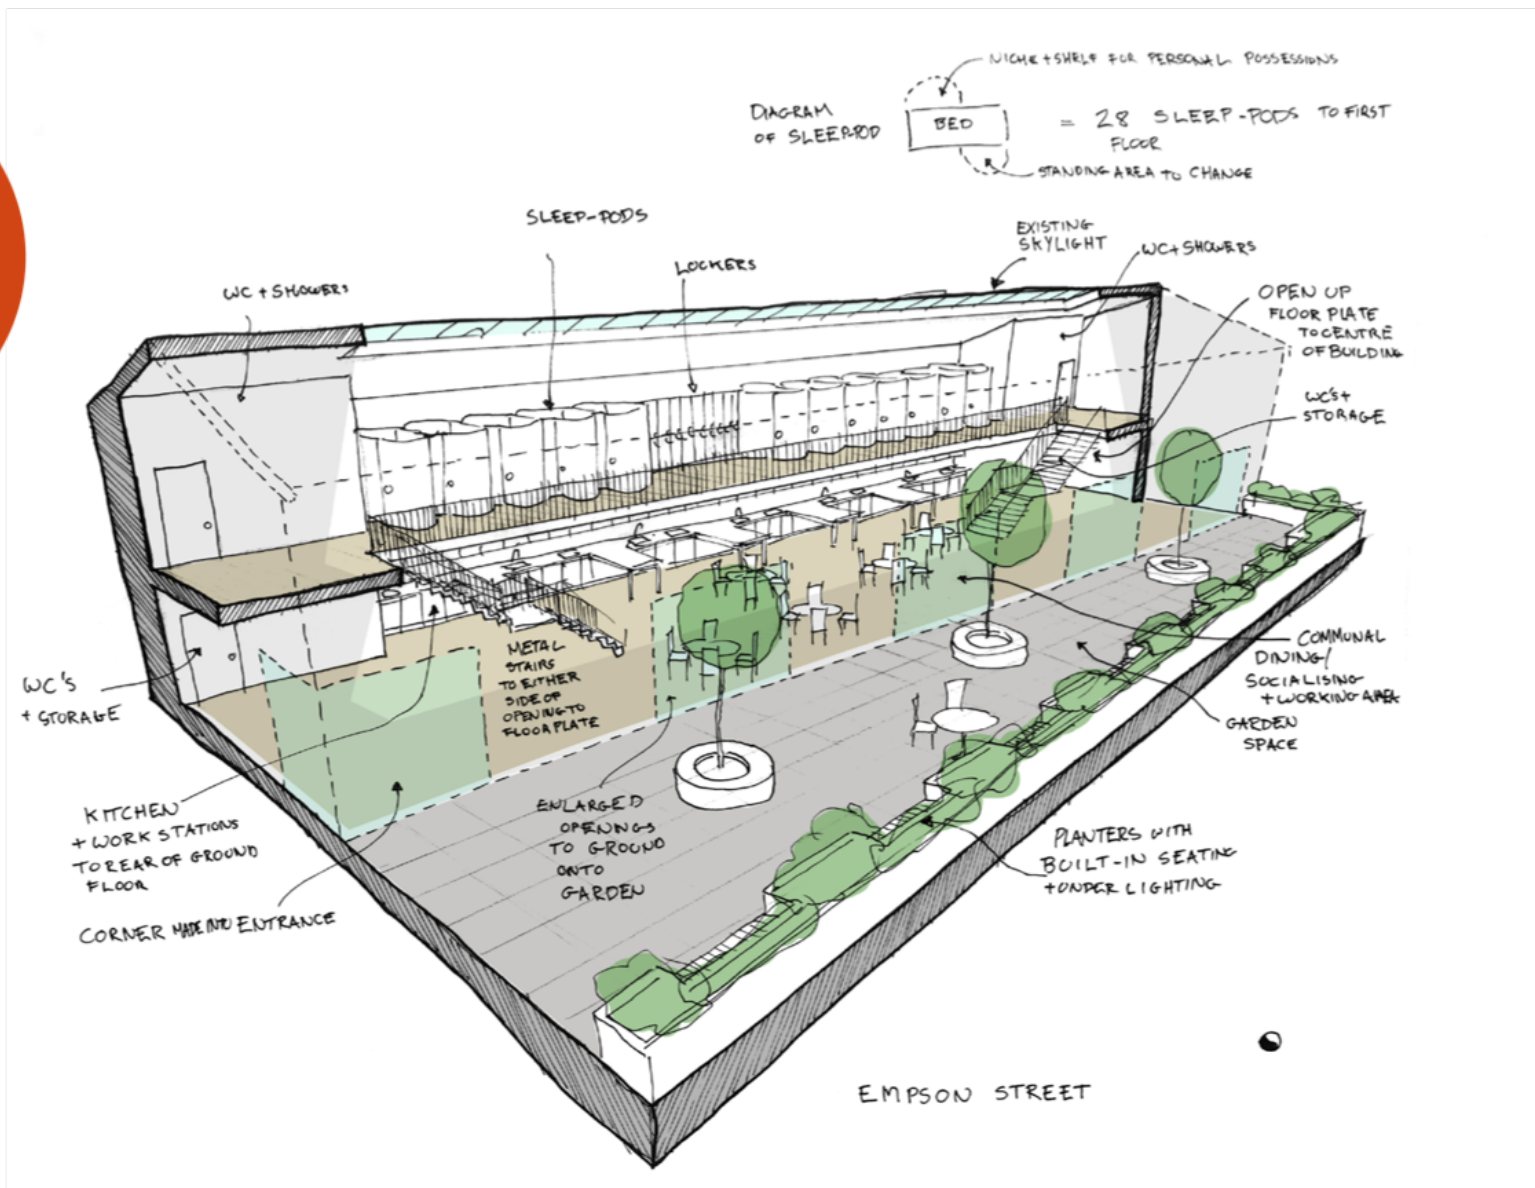 NICHE + SHELF FOR PERSONAL POSSESSIONS
DIAGRAM
OF SLEEP-POD
BED
= 28 SLEEP-PODS TO FIRST
FLOOR
STANDING AREA TO CHANGE
SLEEP-PODS
EXISTING
SKYLIGHT
WC + SHOWERS
LOCKERS
WC + SHOWERS
OPEN UP
FLOOR PLATE
TO CENTRE
OF BUILDING
WC'S +
STORAGE
METAL
STAIRS
TO EITHER
SIDE OF
OPENING TO
FLOOR PLATE
WC'S
+ STORAGE
COMMUNAL
DINING/
SOCIALISING
+ WORKING AREA
GARDEN
SPACE
KITCHEN
+ WORK STATIONS
TO REAR OF GROUND
FLOOR
ENLARGED
OPENINGS
TO GROUND
ONTO
GARDEN
PLANTERS WITH
BUILT-IN SEATING
+ UNDER LIGHTING
CORNER MADE INTO ENTRANCE
EMPSON STREET